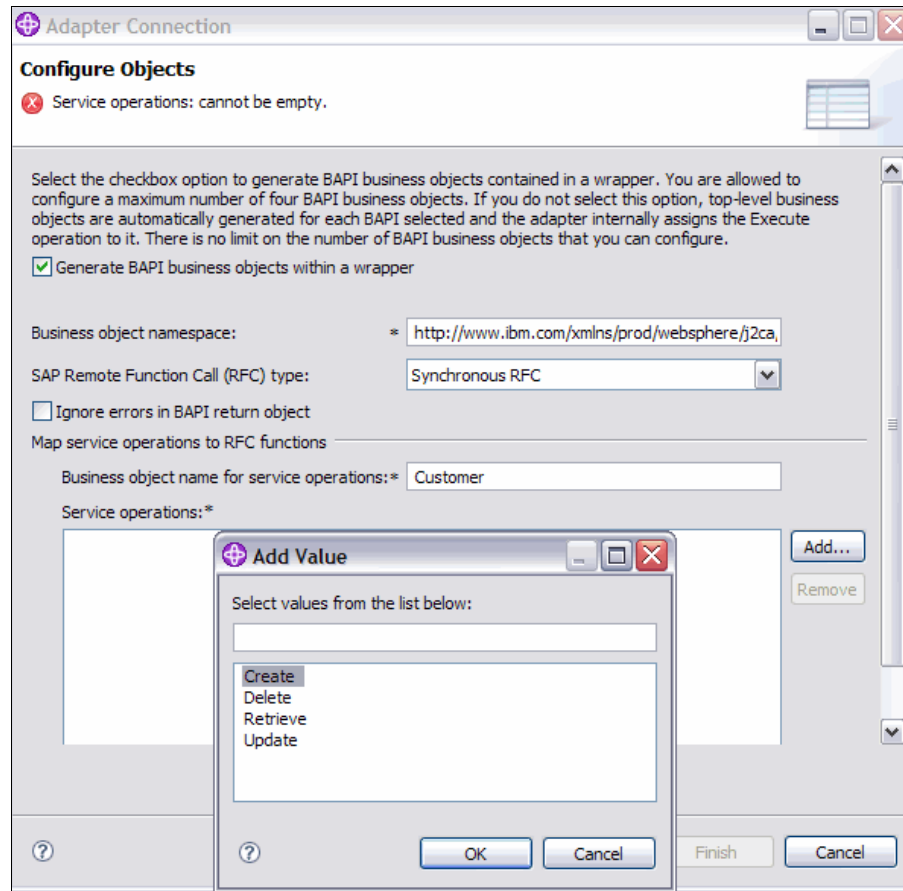 Adapter Connection
Configure Objects
Service operations: cannot be empty.
Select the checkbox option to generate BAPI business objects contained in a wrapper. You are allowed to
configure a maximum number of four BAPI business objects. If you do not select this option, top-level business
objects are automatically generated for each BAPI selected and the adapter internally assigns the Execute
operation to it. There is no limit on the number of BAPI business objects that you can configure.
Generate BAPI business objects within a wrapper
Business object namespace: * http://www.ibm.com/xmlns/prod/websphere/j2ca,
SAP Remote Function Call (RFC) type: Synchronous RFC
Ignore errors in BAPI return object
Map service operations to RFC functions
Business object name for service operations:* Customer
Service operations:*
Add...
Remove
Add Value
Select values from the list below:
Create
Delete
Retrieve
Update
? ? OK Cancel Finish Cancel